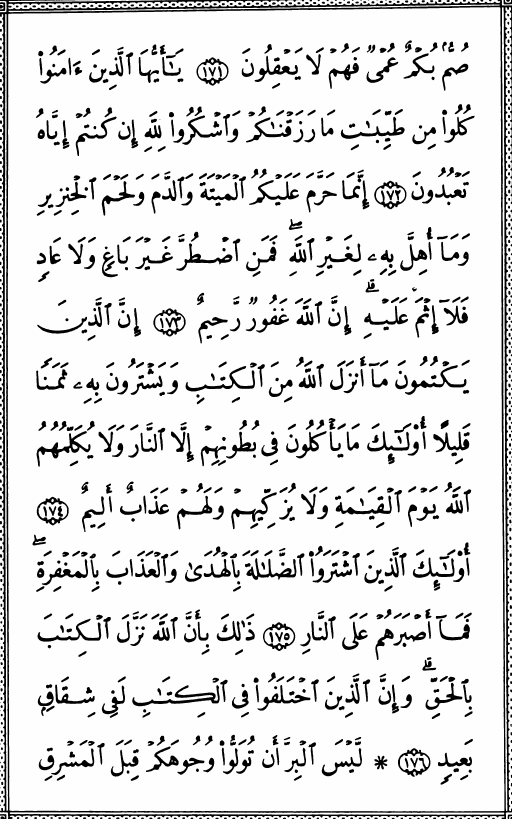 صُمُّۢ بُكۡمٌ عُمۡيٞ فَهُمۡ لَا يَعۡقِلُونَ ١٧١ يَـٰٓأَيُّهَا ٱلَّذِينَ ءَامَنُواْ
كُلُواْ مِن طَيِّبَٰتِ مَا رَزَقۡنَٰكُمۡ وَٱشۡكُرُواْ لِلَّهِ إِن كُنتُمۡ إِيَّاهُ
تَعۡبُدُونَ ١٧٢ إِنَّمَا حَرَّمَ عَلَيۡكُمُ ٱلۡمَيۡتَةَ وَٱلدَّمَ وَلَحۡمَ ٱلۡخِنزِيرِ
وَمَآ أُهِلَّ بِهِۦ لِغَيۡرِ ٱللَّهِۖ فَمَنِ ٱضۡطُرَّ غَيۡرَ بَاغٖ وَلَا عَادٖ
فَلَآ إِثۡمَ عَلَيۡهِۚ إِنَّ ٱللَّهَ غَفُورٞ رَّحِيمٌ ١٧٣ إِنَّ ٱلَّذِينَ
يَكۡتُمُونَ مَآ أَنزَلَ ٱللَّهُ مِنَ ٱلۡكِتَٰبِ وَيَشۡتَرُونَ بِهِۦ ثَمَنٗا
قَلِيلًا أُوْلَـٰٓئِكَ مَا يَأۡكُلُونَ فِي بُطُونِهِمۡ إِلَّا ٱلنَّارَ وَلَا يُكَلِّمُهُمُ
ٱللَّهُ يَوۡمَ ٱلۡقِيَٰمَةِ وَلَا يُزَكِّيهِمۡ وَلَهُمۡ عَذَابٌ أَلِيمٌ ١٧٤
أُوْلَـٰٓئِكَ ٱلَّذِينَ ٱشۡتَرَوُاْ ٱلضَّلَٰلَةَ بِٱلۡهُدَىٰ وَٱلۡعَذَابَ بِٱلۡمَغۡفِرَةِۖ
فَمَآ أَصۡبَرَهُمۡ عَلَى ٱلنَّارِ ١٧٥ ذَٰلِكَ بِأَنَّ ٱللَّهَ نَزَّلَ ٱلۡكِتَٰبَ
بِٱلۡحَقِّۗ وَإِنَّ ٱلَّذِينَ ٱخۡتَلَفُواْ فِي ٱلۡكِتَٰبِ لَفِي شِقَاقِۭ
بَعِيدٖ ١٧٦ * لَّيۡسَ ٱلۡبِرَّ أَن تُوَلُّواْ وُجُوهَكُمۡ قِبَلَ ٱلۡمَشۡرِقِ